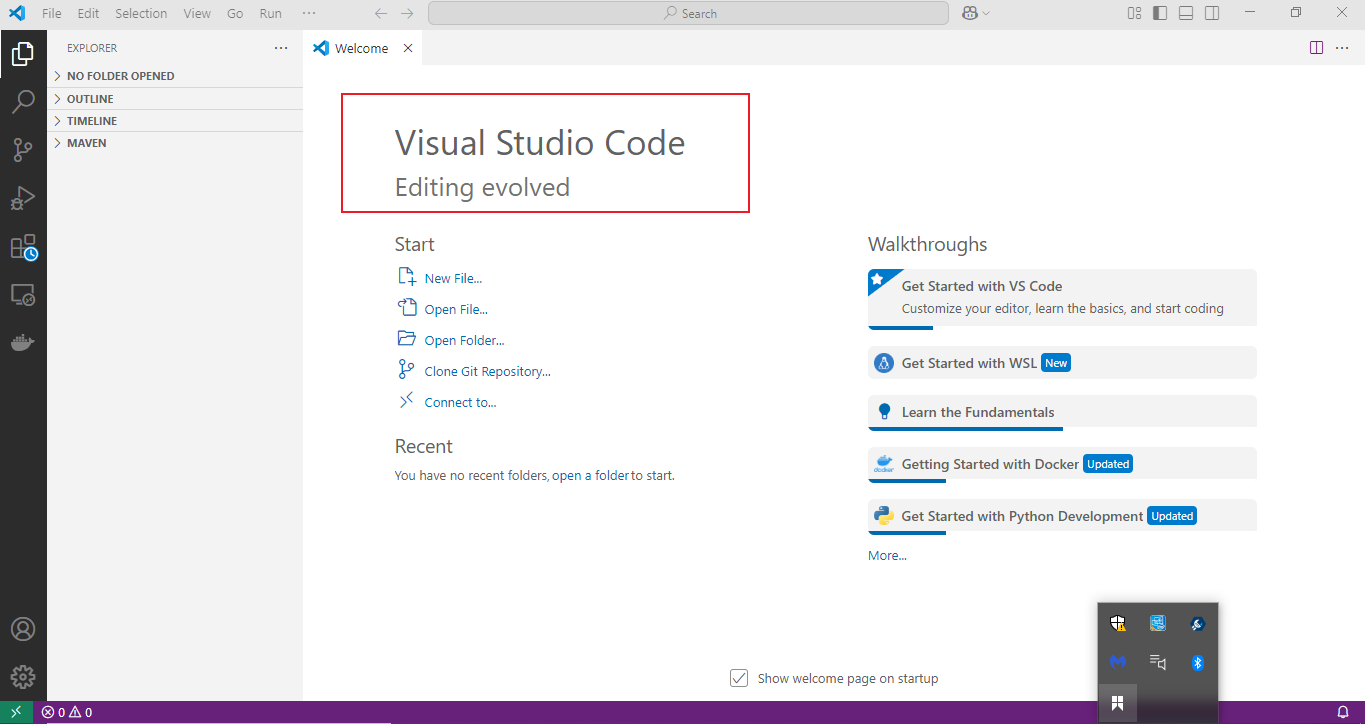 File Edit Selection View Go Run ···
Search
EXPLORER
NO FOLDER OPENED
OUTLINE
TIMELINE
MAVEN
Welcome
Visual Studio Code
Editing evolved
Start
New File...
Open File...
Open Folder...
Clone Git Repository...
Connect to...
Recent
You have no recent folders, open a folder to start.
Walkthroughs
Get Started with VS Code
Customize your editor, learn the basics, and start coding
Get Started with WSL New
Learn the Fundamentals
docker
Getting Started with Docker Updated
Get Started with Python Development Updated
More...
Show welcome page on startup
0 0